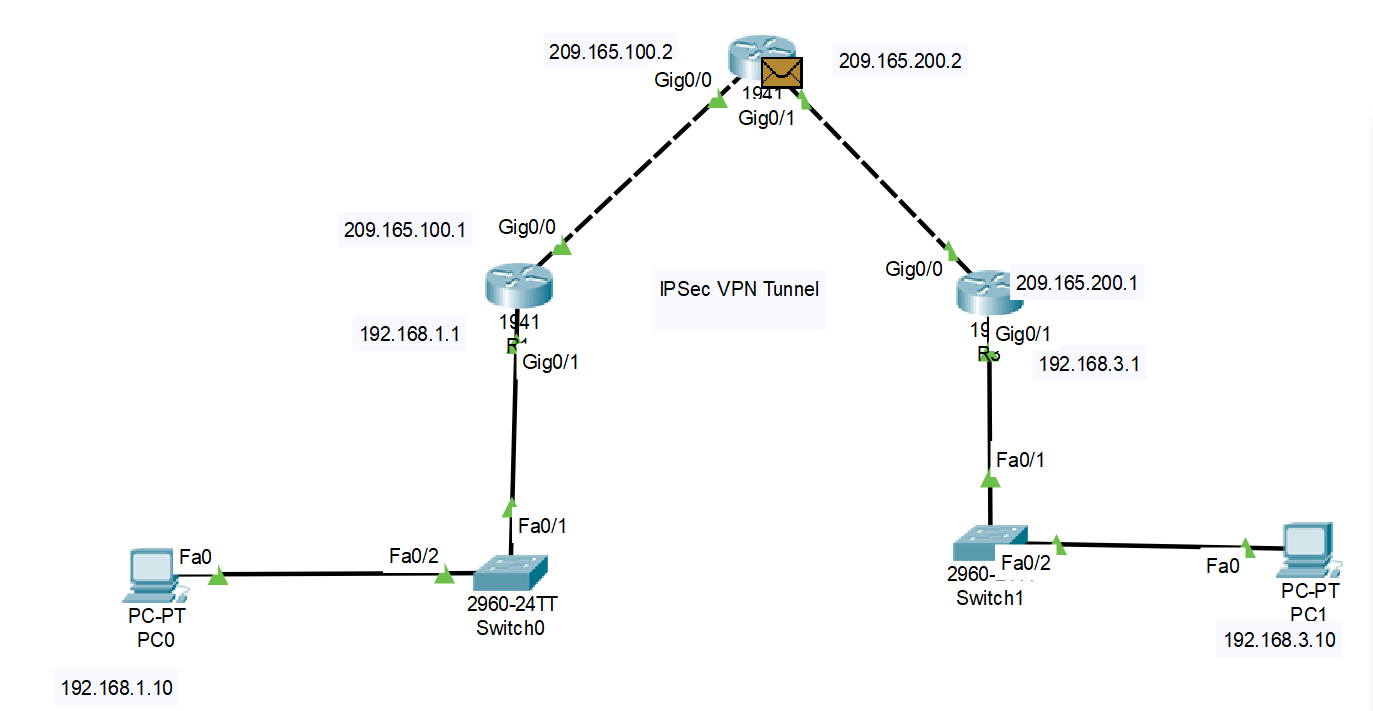 209.165.100.2
209.165.200.2
Gig0/0
1941
Gig0/1
209.165.100.1
Gig0/0
Gig0/0
209.165.200.1
IPSec VPN Tunnel
192.168.1.1
1941
R1
Gig0/1
Gig0/1
192.168.3.1
Fa0/1
Fa0/1
Fa0
Fa0/2
Fa0/2
Fa0
PC-PT
PC0
2960-24TT
Switch0
Switch1
PC-PT
PC1
192.168.3.10
192.168.1.10